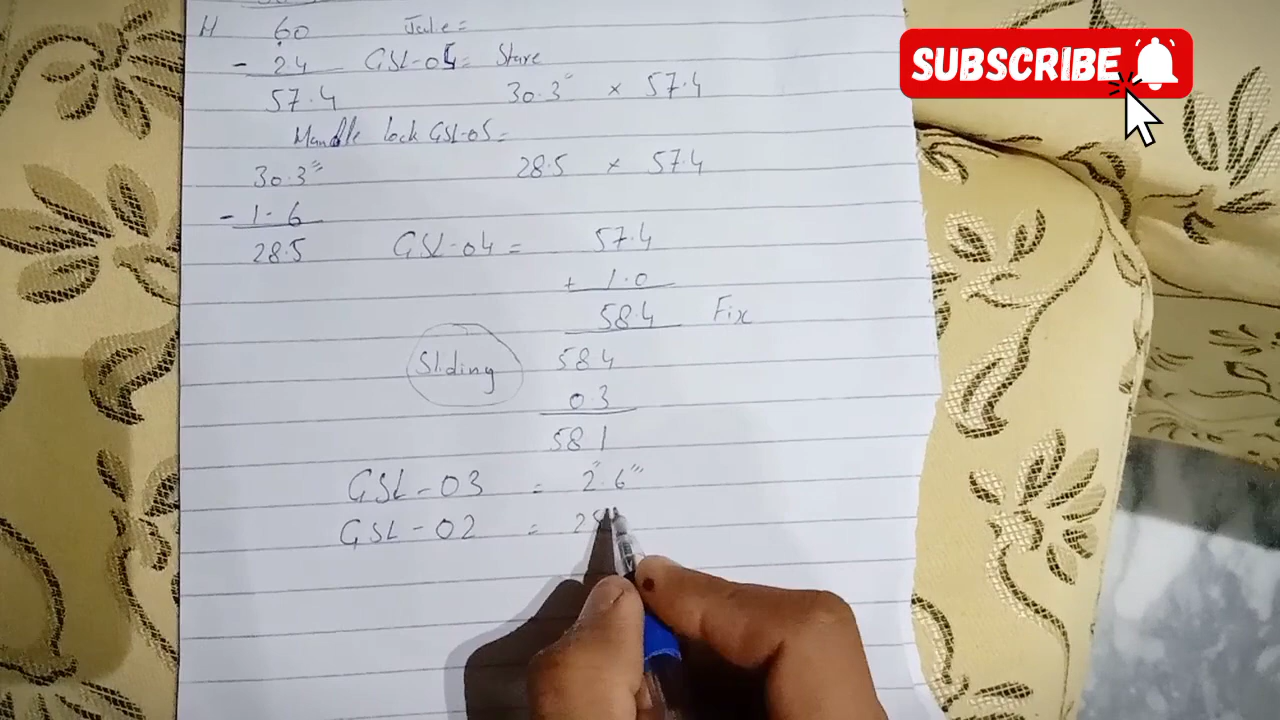 H 60 Jale =
- 2.4 GSL-05 = Stare
57.4 30.3" × 57.4
lock GSL-05 =
30.3" 28.5 × 57.4
- 1.6
28.5 GSL-04 = 57.4
+ 1.0
58.4 Fix
Sliding 58.4
0.3
58 1
GSL-03 = 2".6"'
GSL-02 =
SUBSCRIBE